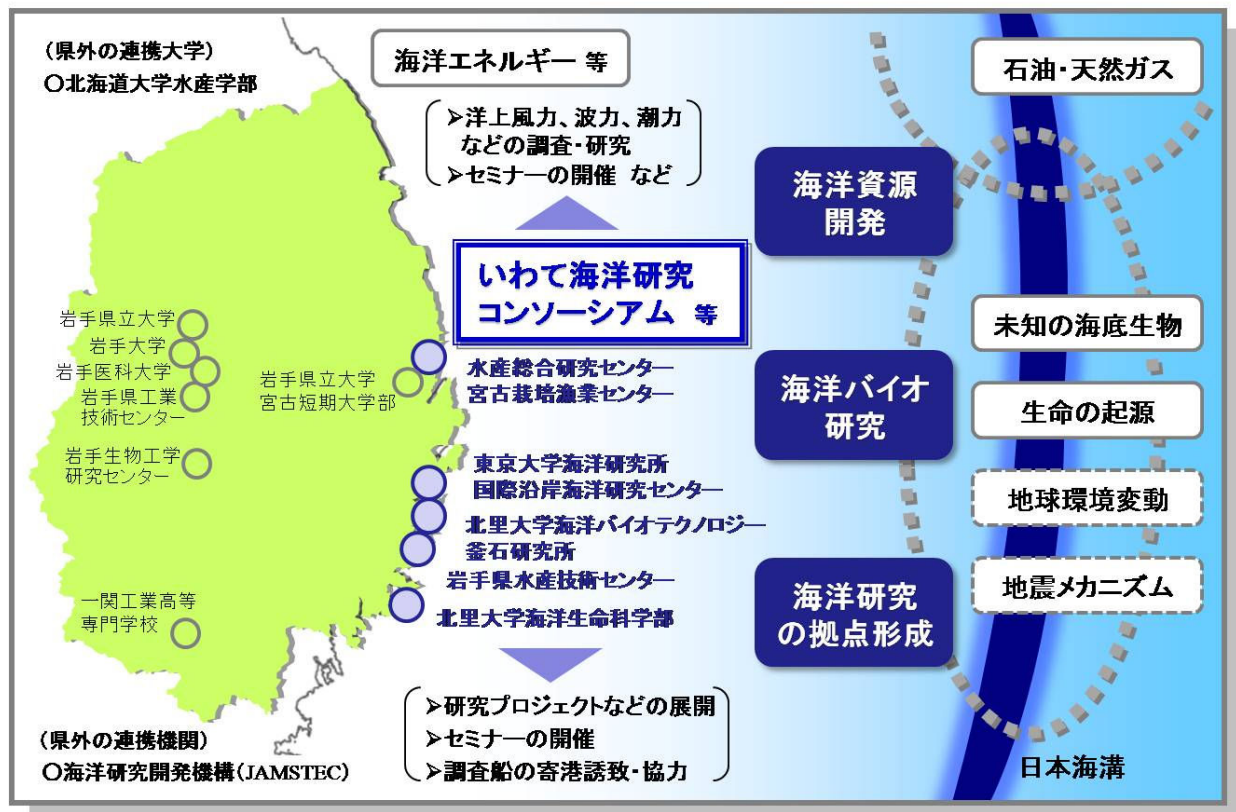 (県外の連携大学)
○北海道大学水産学部
海洋エネルギー 等
➢洋上風力、波力、潮力
などの調査・研究
➢セミナーの開催 など
いわて海洋研究
コンソーシアム 等
岩手県立大学
岩手大学
岩手医科大学
岩手県工業
技術センター
岩手生物工学
研究センター
一関工業高等
専門学校
岩手県立大学
宮古短期大学部
水産総合研究センター
宮古栽培漁業センター
東京大学海洋研究所
国際沿岸海洋研究センター
北里大学海洋バイオテクノロジー
釜石研究所
岩手県水産技術センター
北里大学海洋生命科学部
➢研究プロジェクトなどの展開
➢セミナーの開催
➢調査船の寄港誘致・協力
(県外の連携機関)
○海洋研究開発機構(JAMSTEC)
海洋資源
開発
海洋バイオ
研究
海洋研究
の拠点形成
石油・天然ガス
未知の海底生物
生命の起源
地球環境変動
地震メカニズム
日本海溝